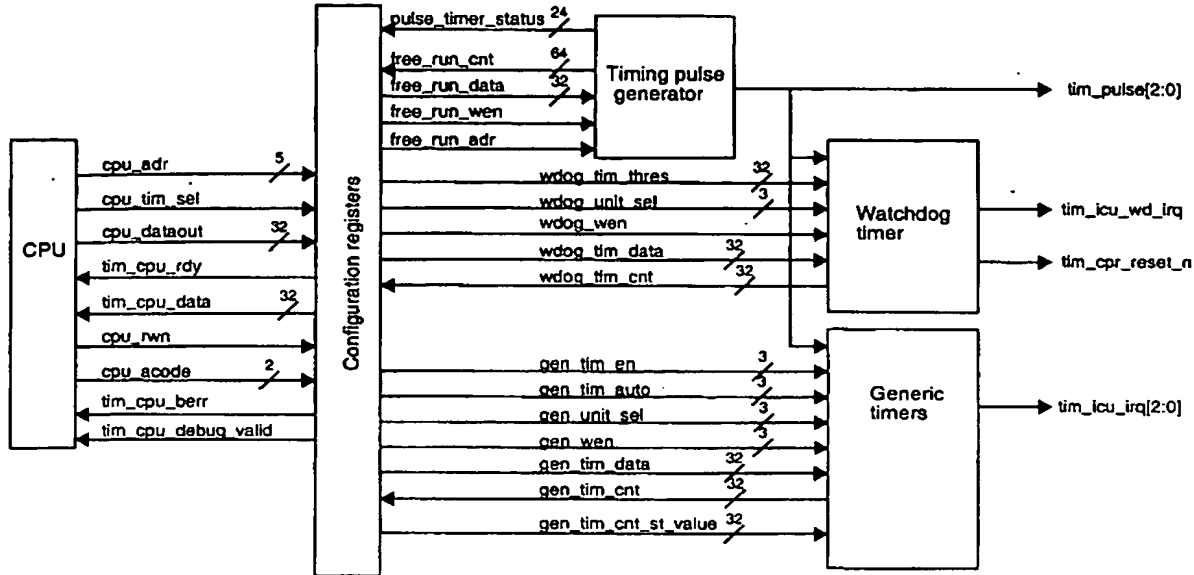 pulse_timer_status 24
free_run_cnt 64
free_run_data 32
free_run_wen
free_run_adr
Timing pulse
generator
tim_pulse[2:0]
CPU
cpu_adr 5
cpu_tim_sel
cpu_dataout 32
tim_cpu_rdy
tim_cpu_data 32
cpu_rwn
cpu_acode 2
tim_cpu_berr
tim_cpu_debug_valid
Configuration registers
wdog_tim_thres 32
wdog_unit_sel 3
wdog_wen
wdog_tim_data 32
wdog_tim_cnt 32
Watchdog
timer
tim_icu_wd_irq
tim_cpr_reset_n
gen_tim_en 3
gen_tim_auto 3
gen_unit_sel 3
gen_wen 3
gen_tim_data 32
gen_tim_cnt 32
gen_tim_cnt_st_value 32
Generic
timers
tim_icu_irq[2:0]